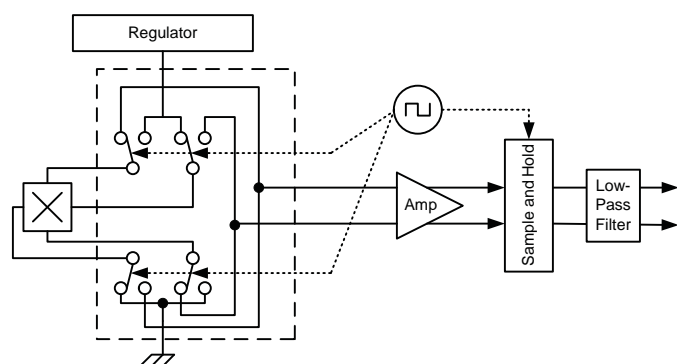 Regulator
Amp
Sample and Hold
Low-
Pass
Filter